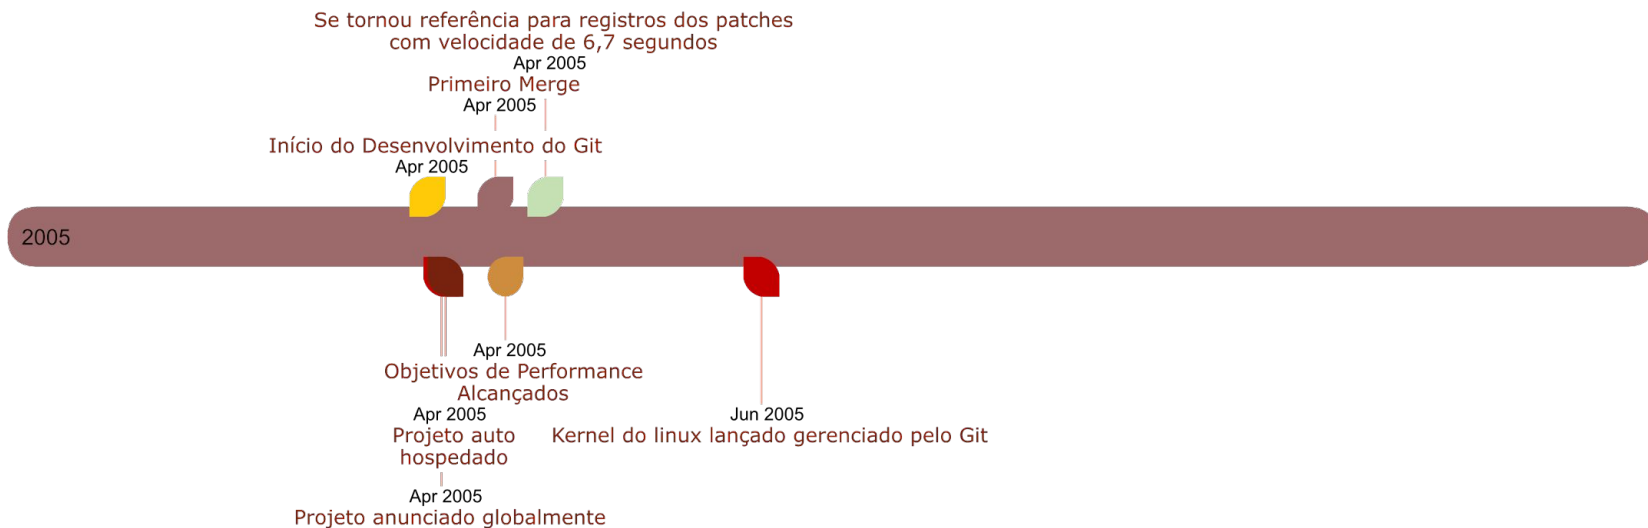 Se tornou referência para registros dos patches
com velocidade de 6,7 segundos
Apr 2005
Primeiro Merge
Apr 2005
Início do Desenvolvimento do Git
Apr 2005
2005
Apr 2005
Objetivos de Performance
Alcançados
Apr 2005
Projeto auto
hospedado
Jun 2005
Kernel do linux lançado gerenciado pelo Git
Apr 2005
Projeto anunciado globalmente